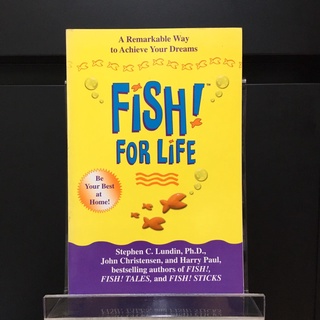 A Remarkable Way
to Achieve Your Dreams
FiSH!™
FOR LiFE
Be
Your Best
at
Home!
Stephen C. Lundin, Ph.D.,
John Christensen, and Harry Paul,
bestselling authors of FISH!,
FISH! TALES, and FISH! STICKS